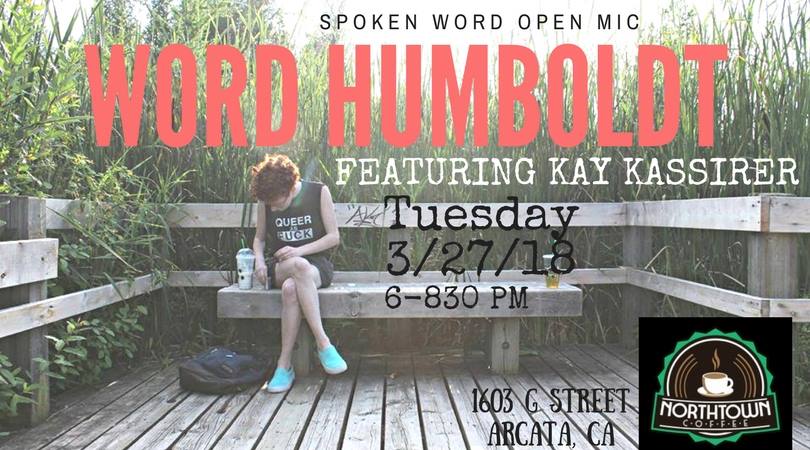 SPOKEN WORD OPEN MIC
WORD HUMBOLDT
FEATURING KAY KASSIRER
Tuesday
3/27/18
6-830 PM
QUEER
AS
FUCK
1603 G STREET
ARCATA, CA
NORTHTOWN
COFFEE